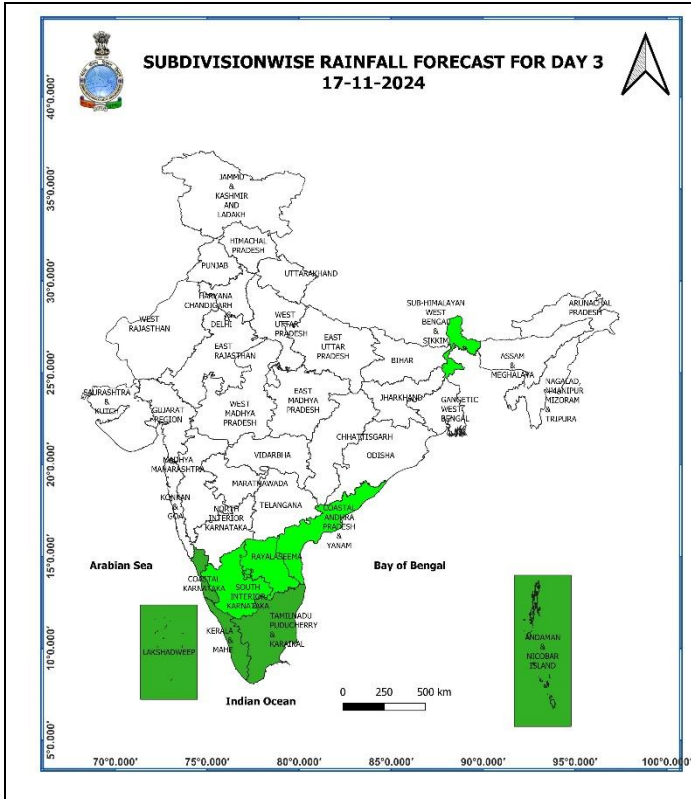 SUBDIVISIONWISE RAINFALL FORECAST FOR DAY 3
17-11-2024
40°0.000'
35°0.000'
30°0.000'
25°0.000'
20°0.000'
15°0.000'
10°0.000'
5°0.000'
JAMMU
&
KASHMIR
AND
LADAKH
HIMACHAL
PRADESH
PUNJAB
UTTARAKHAND
HARYANA
CHANDIGARH
&
DELHI
WEST
RAJASTHAN
WEST
UTTAR
PRADESH
EAST
RAJASTHAN
EAST
UTTAR
PRADESH
SUB-HIMALAYAN
WEST
BENGAL
&
SIKKIM
ARUNACHAL
PRADESH
BIHAR
ASSAM
&
MEGHALAYA
NAGALAD,
MANIPUR
MIZORAM
&
TRIPURA
SAURASHTRA
&
KUTCH
GUJARAT
REGION
WEST
MADHYA
PRADESH
EAST
MADHYA
PRADESH
JHARKHAND
GANGETIC
WEST
BENGAL
CHHATTISGARH
ODISHA
VIDARBHA
MADHYA
MAHARASHTRA
MARATHWADA
KONKAN
&
GOA
NORTH
INTERIOR
KARNATAKA
TELANGANA
COASTAL
ANDHRA
PRADESH
&
YANAM
RAYALASEEMA
Arabian Sea
Bay of Bengal
COASTAL
KARNATAKA
SOUTH
INTERIOR
KARNATAKA
TAMILNADU
PUDUCHERRY
&
KARAIKAL
KERALA
&
MAHE
LAKSHADWEEP
ANDAMAN
&
NICOBAR
ISLAND
Indian Ocean
0 250 500 km
70°0.000' 75°0.000' 80°0.000' 85°0.000' 90°0.000' 95°0.000' 100°0.000'